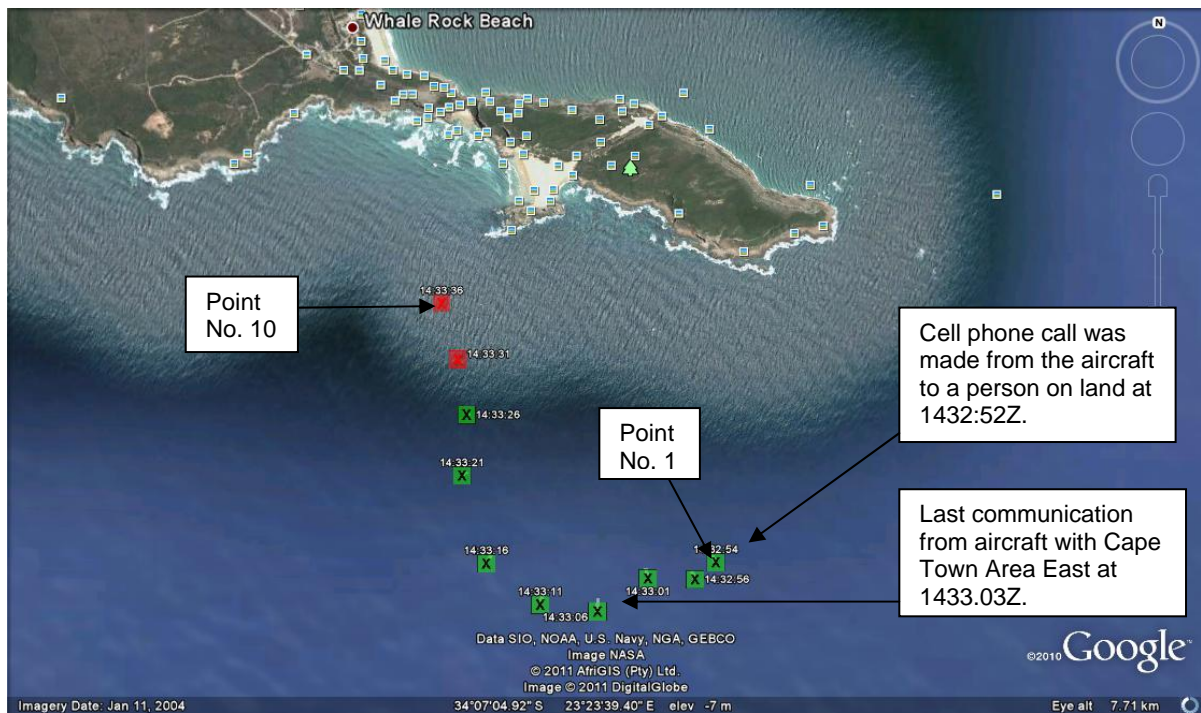 Whale Rock Beach
N
14:33:36
Point
No. 10
14:33:31
14:33:26
Cell phone call was
made from the aircraft
to a person on land at
1432:52Z.
Point
No. 1
14:33:21
14:33:16
14:32:54
14:32:56
14:33:01
14:33:11
14:33:06
Last communication
from aircraft with Cape
Town Area East at
1433.03Z.
Data SIO, NOAA, U.S. Navy, NGA, GEBCO
Image NASA
© 2011 AfriGIS (Pty) Ltd.
Image © 2011 DigitalGlobe
©2010 Google™
Imagery Date: Jan 11, 2004
34°07'04.92" S 23°23'39.40" E elev -7 m
Eye alt 7.71 km
X
X
X
X
X
X
X
X
X
X